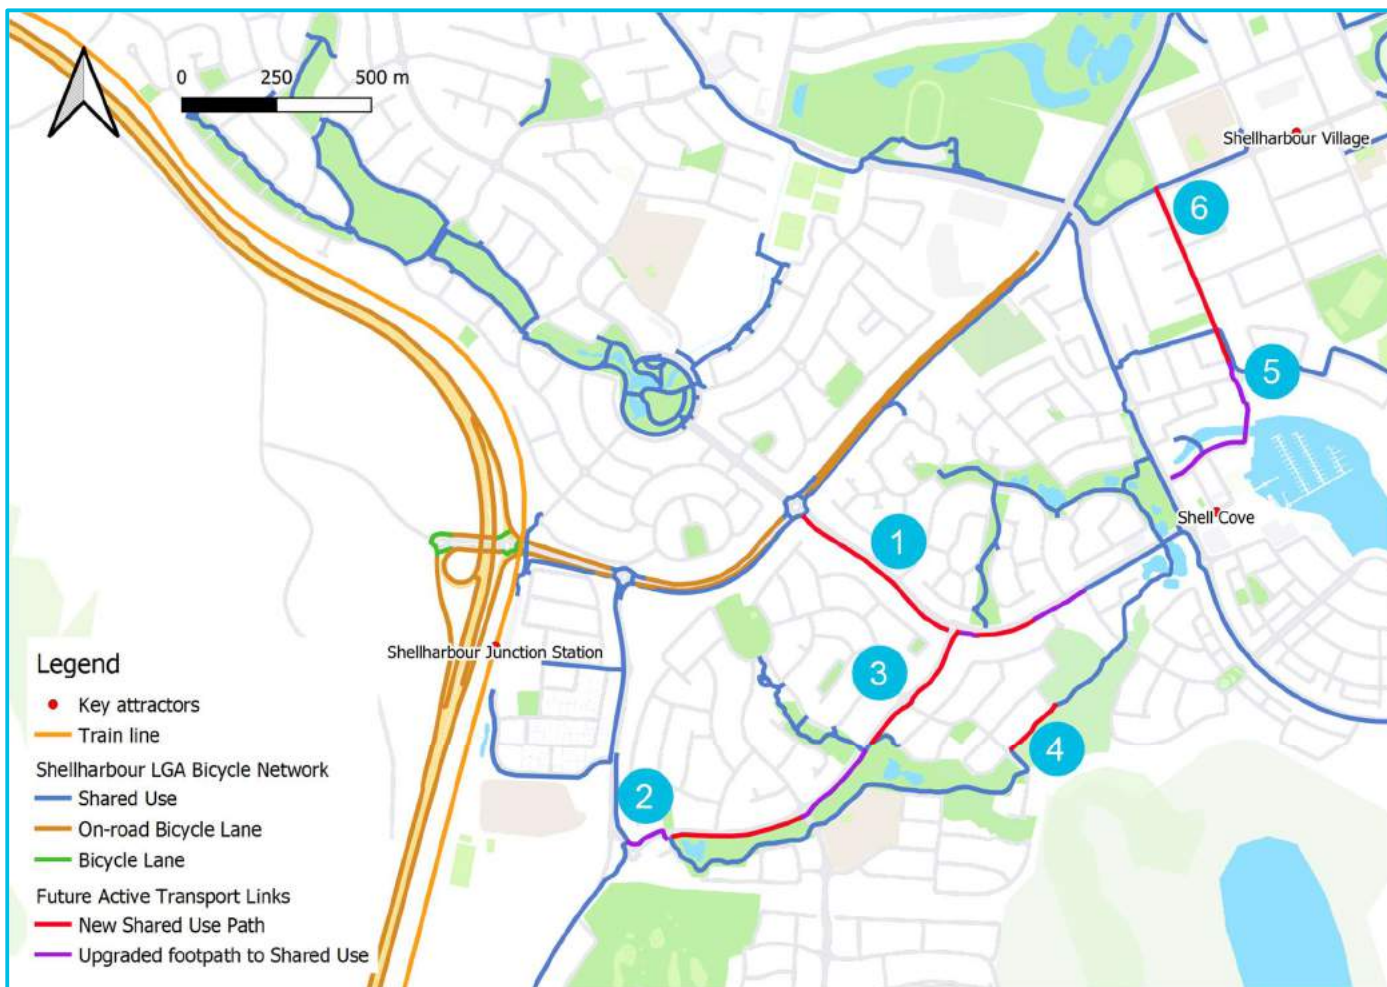 0 250 500 m
Shellharbour Village
6
5
Shell Cove
1
Shellharbour Junction Station
3
4
2
Legend
Key attractors
Train line
Shellharbour LGA Bicycle Network
Shared Use
On-road Bicycle Lane
Bicycle Lane
Future Active Transport Links
New Shared Use Path
Upgraded footpath to Shared Use